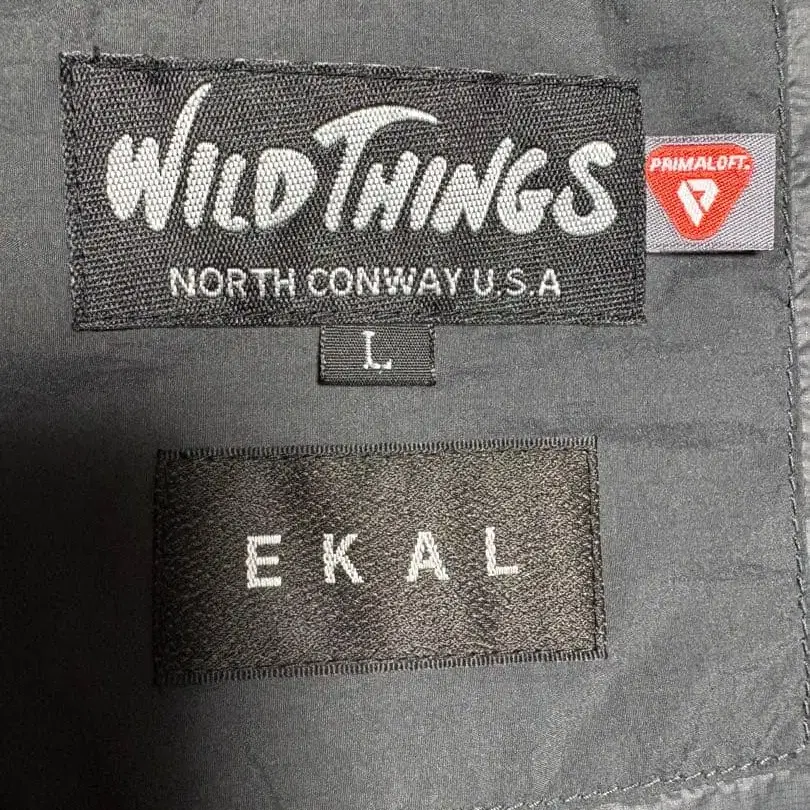 WILD THINGS
PRIMALOFT.
NORTH CONWAY U.S.A
L
EKAL